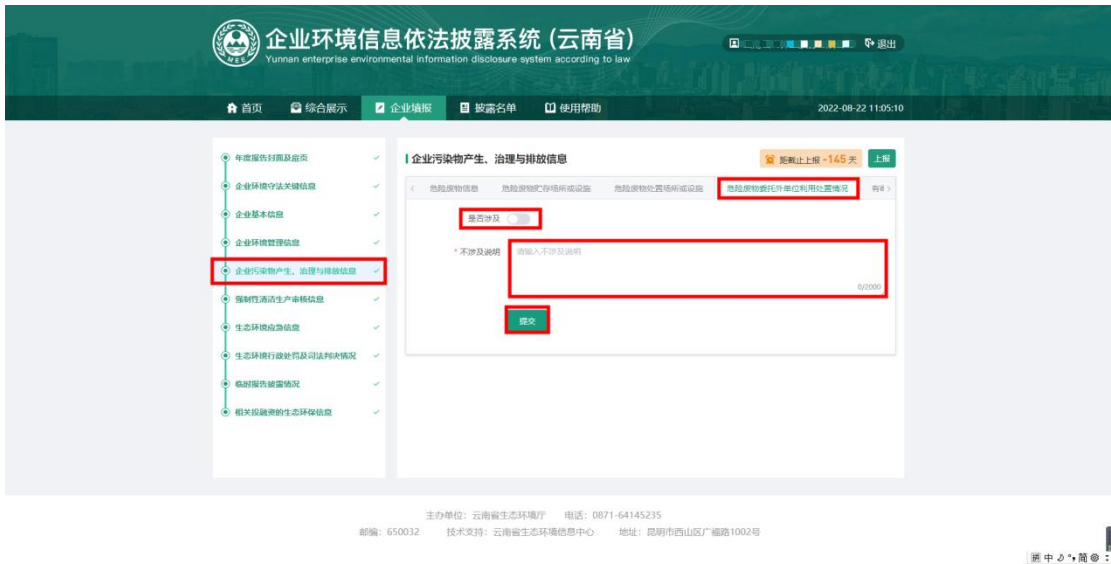 企业环境信息依法披露系统 (云南省)
Yunnan enterprise environmental information disclosure system according to law
MEE
退出
首页 综合展示 企业填报 披露名单 使用帮助 2022-08-22 11:05:10
年度报告封面及扉页
企业环境守法关键信息
企业基本信息
企业环境管理信息
企业污染物产生、治理与排放信息
强制性清洁生产审核信息
生态环境应急信息
生态环境行政处罚及司法判决情况
临时报告披露情况
相关投融资的生态环保信息
企业污染物产生、治理与排放信息 距截止上报 -145 天 上报
危险废物信息 危险废物贮存场所或设施 危险废物处置场所或设施 危险废物委托外单位利用处置情况
是否涉及
* 不涉及说明 请输入不涉及说明
0/2000
提交
主办单位：云南省生态环境厅 电话：0871-64145235
邮编：650032 技术支持：云南省生态环境信息中心 地址：昆明市西山区广福路1002号
中 简